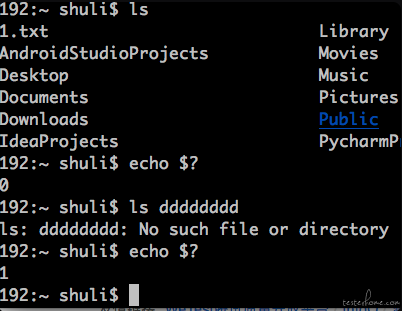 192:~ shuli$ ls
1.txt Library
AndroidStudioProjects Movies
Desktop Music
Documents Pictures
Downloads Public
IdeaProjects
192:~ shuli$ echo $?
0
192:~ shuli$ ls dddddddd
ls: dddddddd: No such file or directory
192:~ shuli$ echo $?
1
192:~ shuli$
testerhome.com